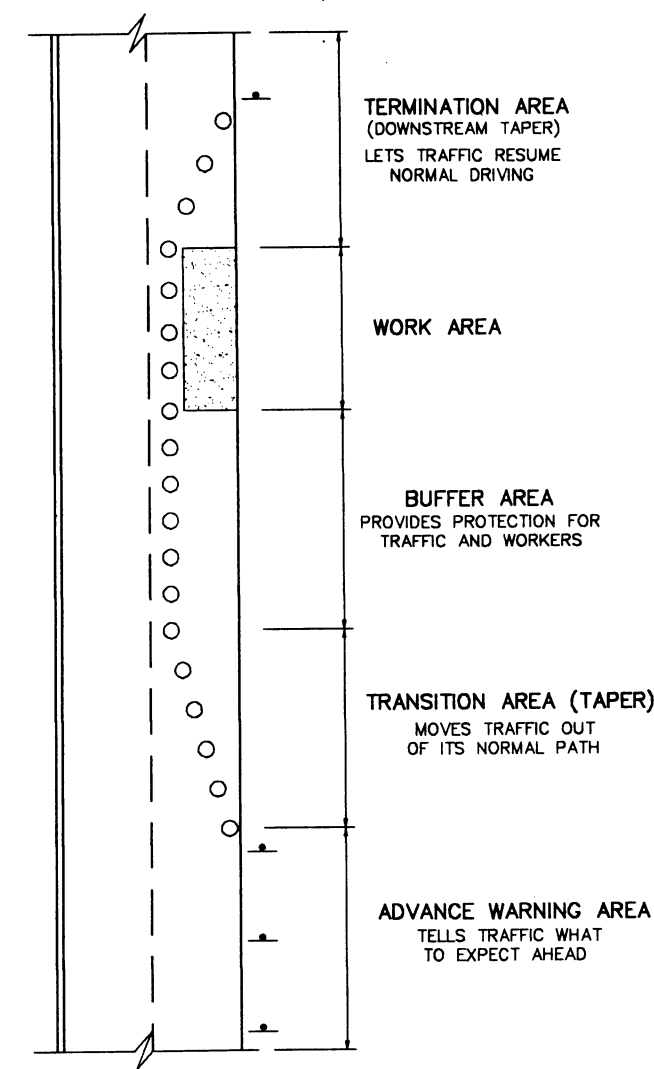 TERMINATION AREA
(DOWNSTREAM TAPER)
LETS TRAFFIC RESUME
NORMAL DRIVING
WORK AREA
BUFFER AREA
PROVIDES PROTECTION FOR
TRAFFIC AND WORKERS
TRANSITION AREA (TAPER)
MOVES TRAFFIC OUT
OF ITS NORMAL PATH
ADVANCE WARNING AREA
TELLS TRAFFIC WHAT
TO EXPECT AHEAD